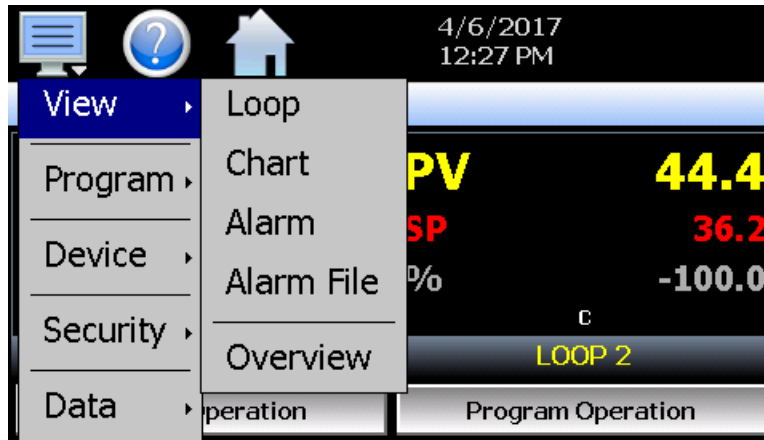 ?
4/6/2017
12:27 PM
View
Program
Device
Security
Data
Loop
Chart
Alarm
Alarm File
Overview
PV 44.4
SP 36.2
% -100.0
C
LOOP 2
Program Operation